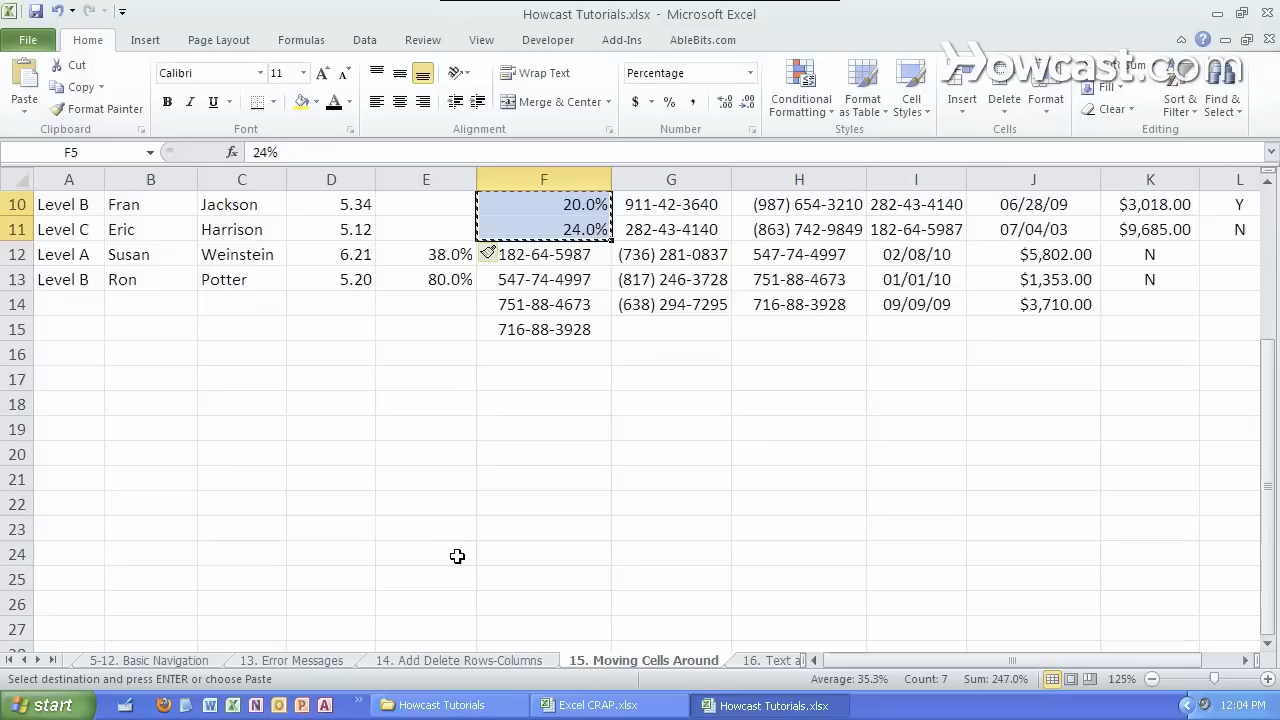 Howcast Tutorials.xlsx - Microsoft Excel
File Home Insert Page Layout Formulas Data Review View Developer Add-Ins AbleBits.com
Howcast.com
Paste Cut Copy Format Painter
Clipboard
alibri 11
B I U A
Font
Wrap Text
Merge & Center
Alignment
Percentage
$ % ,
Number
Conditional Formatting Format as Table Cell Styles
Styles
Insert Delete Format
Cells
Fill
Clear
Sort & Filter Find & Select
Editing
F5 fx 24%
A B C D E F G H I J K L
10 Level B Fran Jackson 5.34 20.0% 911-42-3640 (987) 654-3210 282-43-4140 06/28/09 $3,018.00 Y
11 Level C Eric Harrison 5.12 24.0% 282-43-4140 (863) 742-9849 182-64-5987 07/04/03 $9,685.00 N
12 Level A Susan Weinstein 6.21 38.0% 182-64-5987 (736) 281-0837 547-74-4997 02/08/10 $5,802.00 N
13 Level B Ron Potter 5.20 80.0% 547-74-4997 (817) 246-3728 751-88-4673 01/01/10 $1,353.00 N
14 751-88-4673 (638) 294-7295 716-88-3928 09/09/09 $3,710.00
15 716-88-3928
16
17
18
19
20
21
22
23
24
25
26
27
5-12. Basic Navigation 13. Error Messages 14. Add Delete Rows-Columns 15. Moving Cells Around 16. Text a
Select destination and press ENTER or choose Paste Average: 35.3% Count: 7 Sum: 247.0% 125%
start Howcast Tutorials Excel CRAP.xlsx Howcast Tutorials.xlsx 12:04 PM